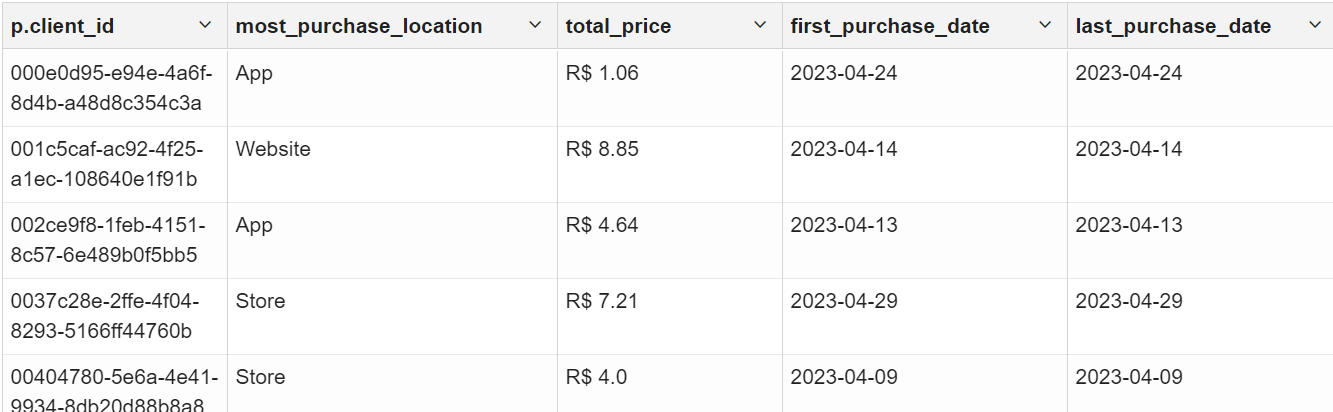 p.client_id most_purchase_location total_price first_purchase_date last_purchase_date
000e0d95-e94e-4a6f- App R$ 1.06 2023-04-24 2023-04-24
8d4b-a48d8c354c3a
001c5caf-ac92-4f25- Website R$ 8.85 2023-04-14 2023-04-14
a1ec-108640e1f91b
002ce9f8-1feb-4151- App R$ 4.64 2023-04-13 2023-04-13
8c57-6e489b0f5bb5
0037c28e-2ffe-4f04- Store R$ 7.21 2023-04-29 2023-04-29
8293-5166ff44760b
00404780-5e6a-4e41- Store R$ 4.0 2023-04-09 2023-04-09
9934-8db20d88b8a8